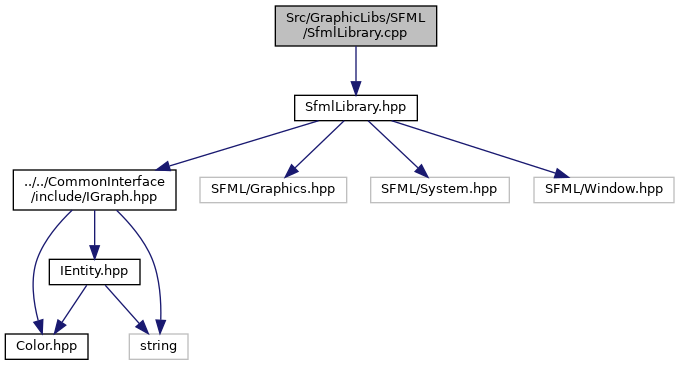 Src/GraphicLibs/SFML
/SfmlLibrary.cpp
SfmlLibrary.hpp
../../CommonInterface
/include/IGraph.hpp
SFML/Graphics.hpp
SFML/System.hpp
SFML/Window.hpp
IEntity.hpp
Color.hpp
string